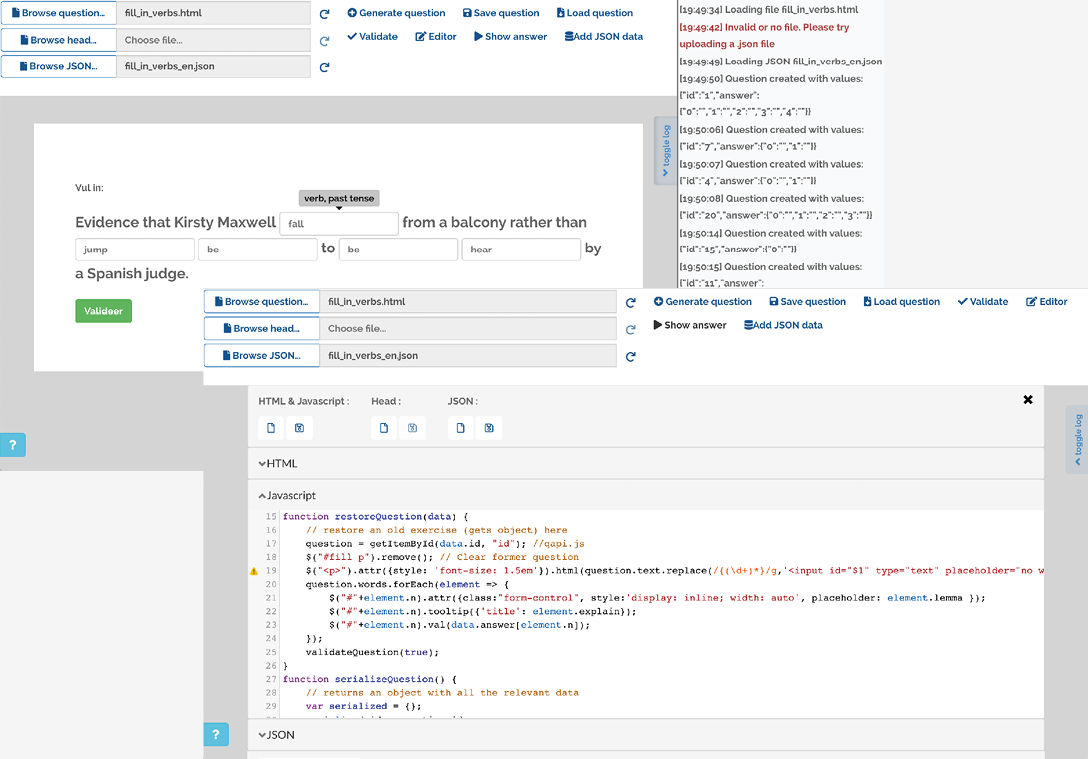 Browse question...
fill_in_verbs.html
Generate question
Save question
Load question
Browse head...
Choose file...
Validate
Editor
Show answer
Add JSON data
Browse JSON...
fill_in_verbs_en.json
[19:49:34] Loading file fill_in_verbs.html
[19:49:42] Invalid or no file. Please try
uploading a .json file
[19:49:49] Loading JSON fill_in_verbs_en.json
[19:49:50] Question created with values:
{"id":"1","answer":
{"0":"","1":"","2":"","3":"","4":""}}
[19:50:06] Question created with values:
{"id":"7","answer":{"0":"","1":""}}
[19:50:07] Question created with values:
{"id":"4","answer":{"0":"","1":""}}
[19:50:08] Question created with values:
{"id":"20","answer":{"0":"","1":"","2":"","3":""}}
[19:50:14] Question created with values:
{"id":"15","answer":{"0":""}}
[19:50:15] Question created with values:
{"id":"11","answer":
toggle log
Vul in:
verb, past tense
Evidence that Kirsty Maxwell fall from a balcony rather than
jump be to be hear by
a Spanish judge.
Valideer
?
Browse question...
fill_in_verbs.html
Generate question
Save question
Load question
Validate
Editor
Browse head...
Choose file...
Show answer
Add JSON data
Browse JSON...
fill_in_verbs_en.json
HTML & Javascript :
Head :
JSON :
toggle log
HTML
Javascript
15 function restoreQuestion(data) {
16 // restore an old exercise (gets object) here
17 question = getItemById(data.id, "id"); //qapi.js
18 $("#fill p").remove(); // Clear former question
19 $("<p>").attr({style: 'font-size: 1.5em'}).html(question.text.replace(/{(\d+)*}/g,'<input id="$1" type="text" placeholder="no w
20 question.words.forEach(element => {
21 $("#"+element.n).attr({class:"form-control", style:'display: inline; width: auto', placeholder: element.lemma });
22 $("#"+element.n).tooltip({'title': element.explain});
23 $("#"+element.n).val(data.answer[element.n]);
24 });
25 validateQuestion(true);
26 }
27 function serializeQuestion() {
28 // returns an object with all the relevant data
29 var serialized = {};
JSON
?